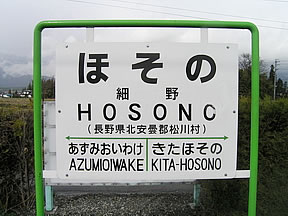 ほその
細野
HOSONO
(長野県北安曇郡松川村)
あずみおいわけ きたほその
AZUMIOIWAKE KITA-HOSONO